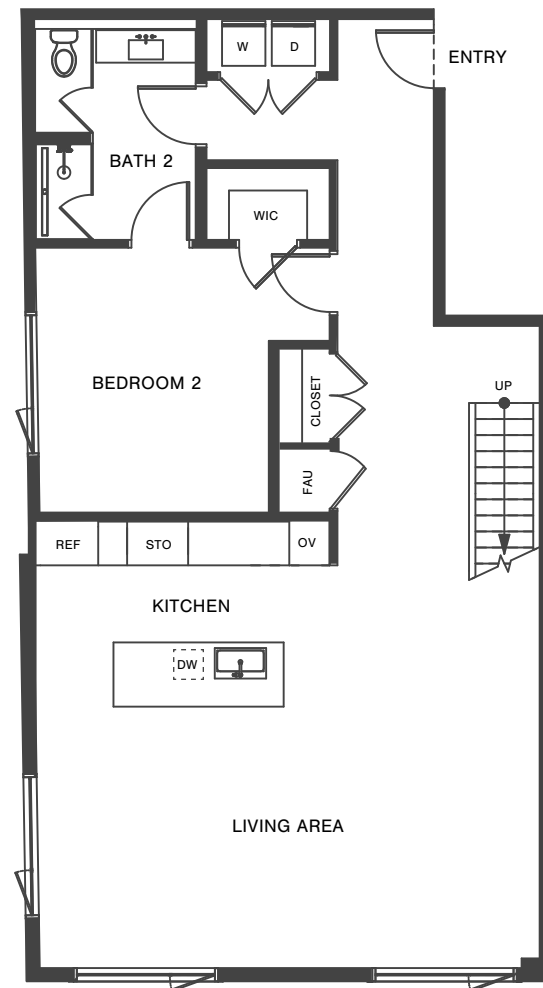 W
D
ENTRY
BATH 2
WIC
BEDROOM 2
UP
CLOSET
FAU
REF
STO
OV
KITCHEN
DW
LIVING AREA